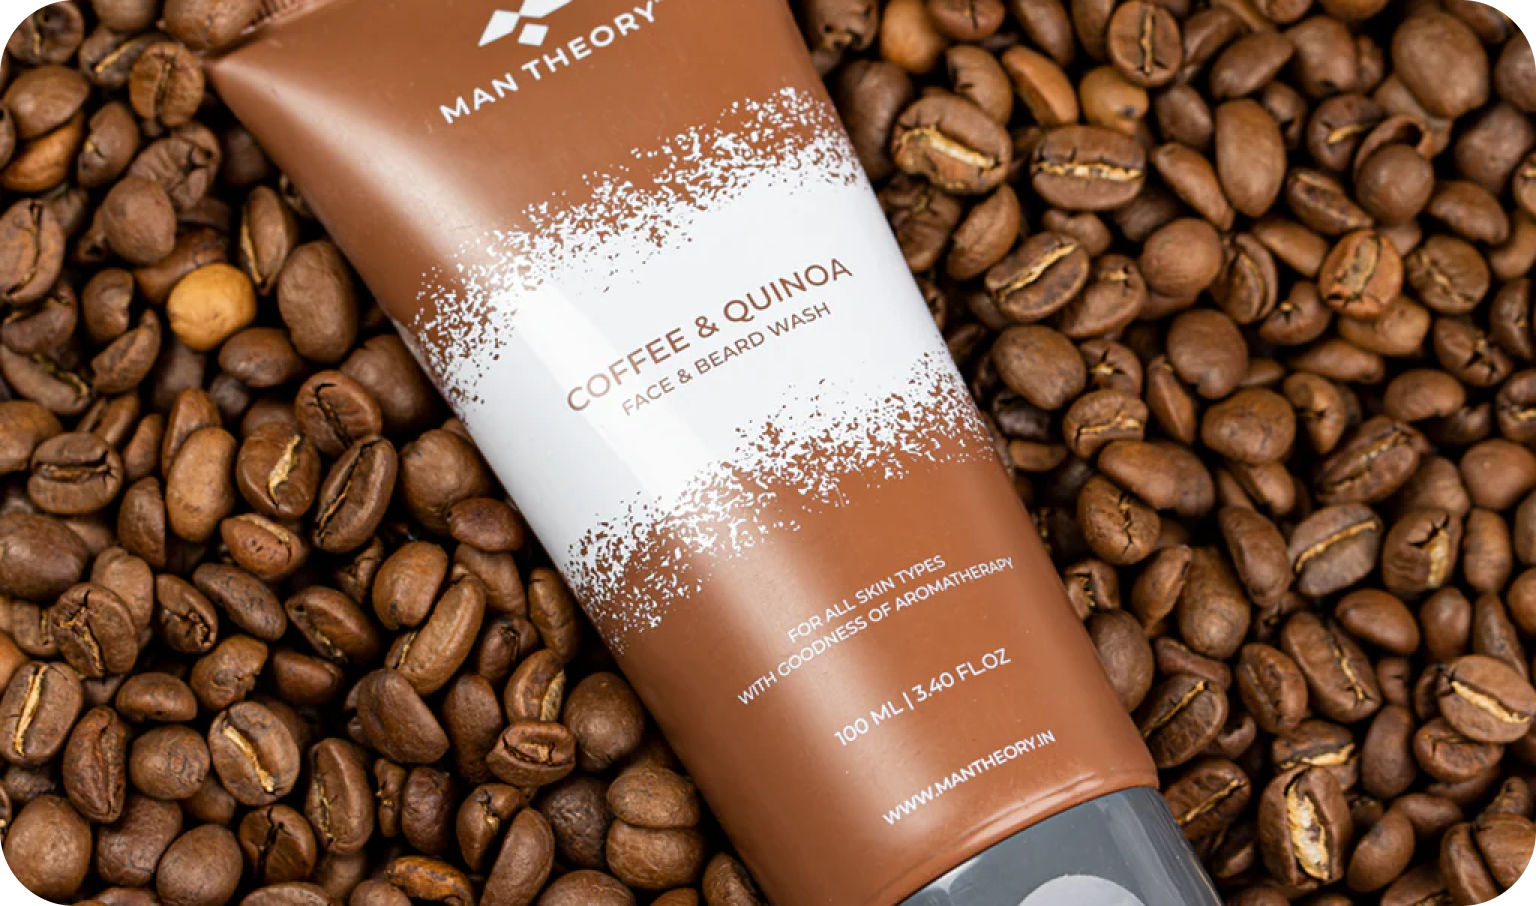 MAN THEORY
COFFEE & QUINOA
FACE & BEARD WASH
FOR ALL SKIN TYPES
WITH GOODNESS OF AROMATHERAPY
100 ML | 3.40 FL.OZ
WWW.MANTHEORY.IN